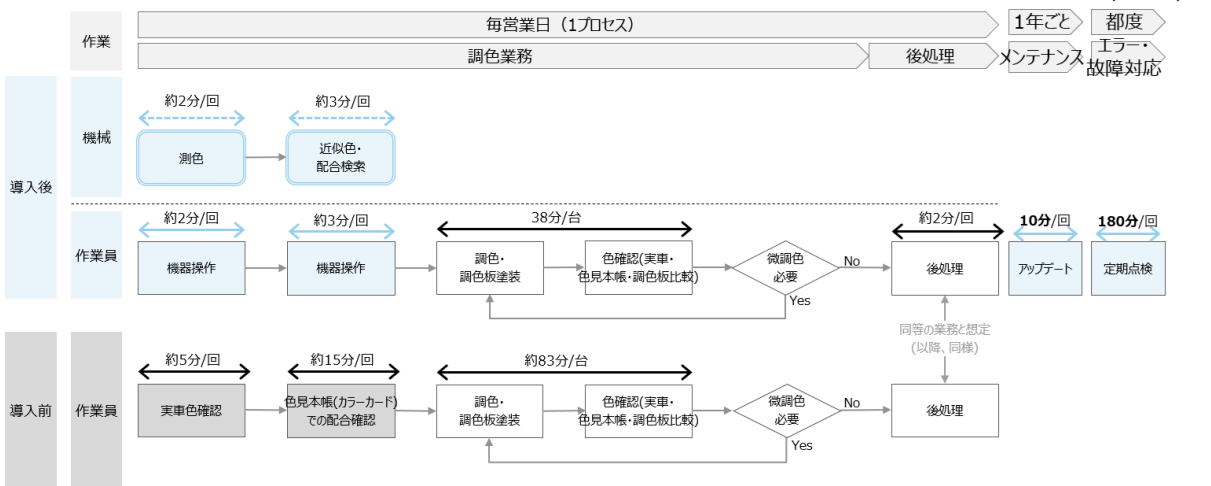 作業
毎営業日（1プロセス）
1年ごと
都度
調色業務
後処理
メンテナンス
エラー・
故障対応
導入後
機械
約2分/回
約3分/回
測色
近似色・
配合検索
作業員
約2分/回
約3分/回
38分/台
約2分/回
10分/回
180分/回
機器操作
機器操作
調色・
調色板塗装
色確認(実車・
色見本帳・調色板比較)
微調色
必要
No
Yes
後処理
アップデート
定期点検
同等の業務と想定
(以降、同様)
導入前
作業員
約5分/回
約15分/回
約83分/台
実車色確認
色見本帳(カラーカード)
での配合確認
調色・
調色板塗装
色確認(実車・
色見本帳・調色板比較)
微調色
必要
No
Yes
後処理